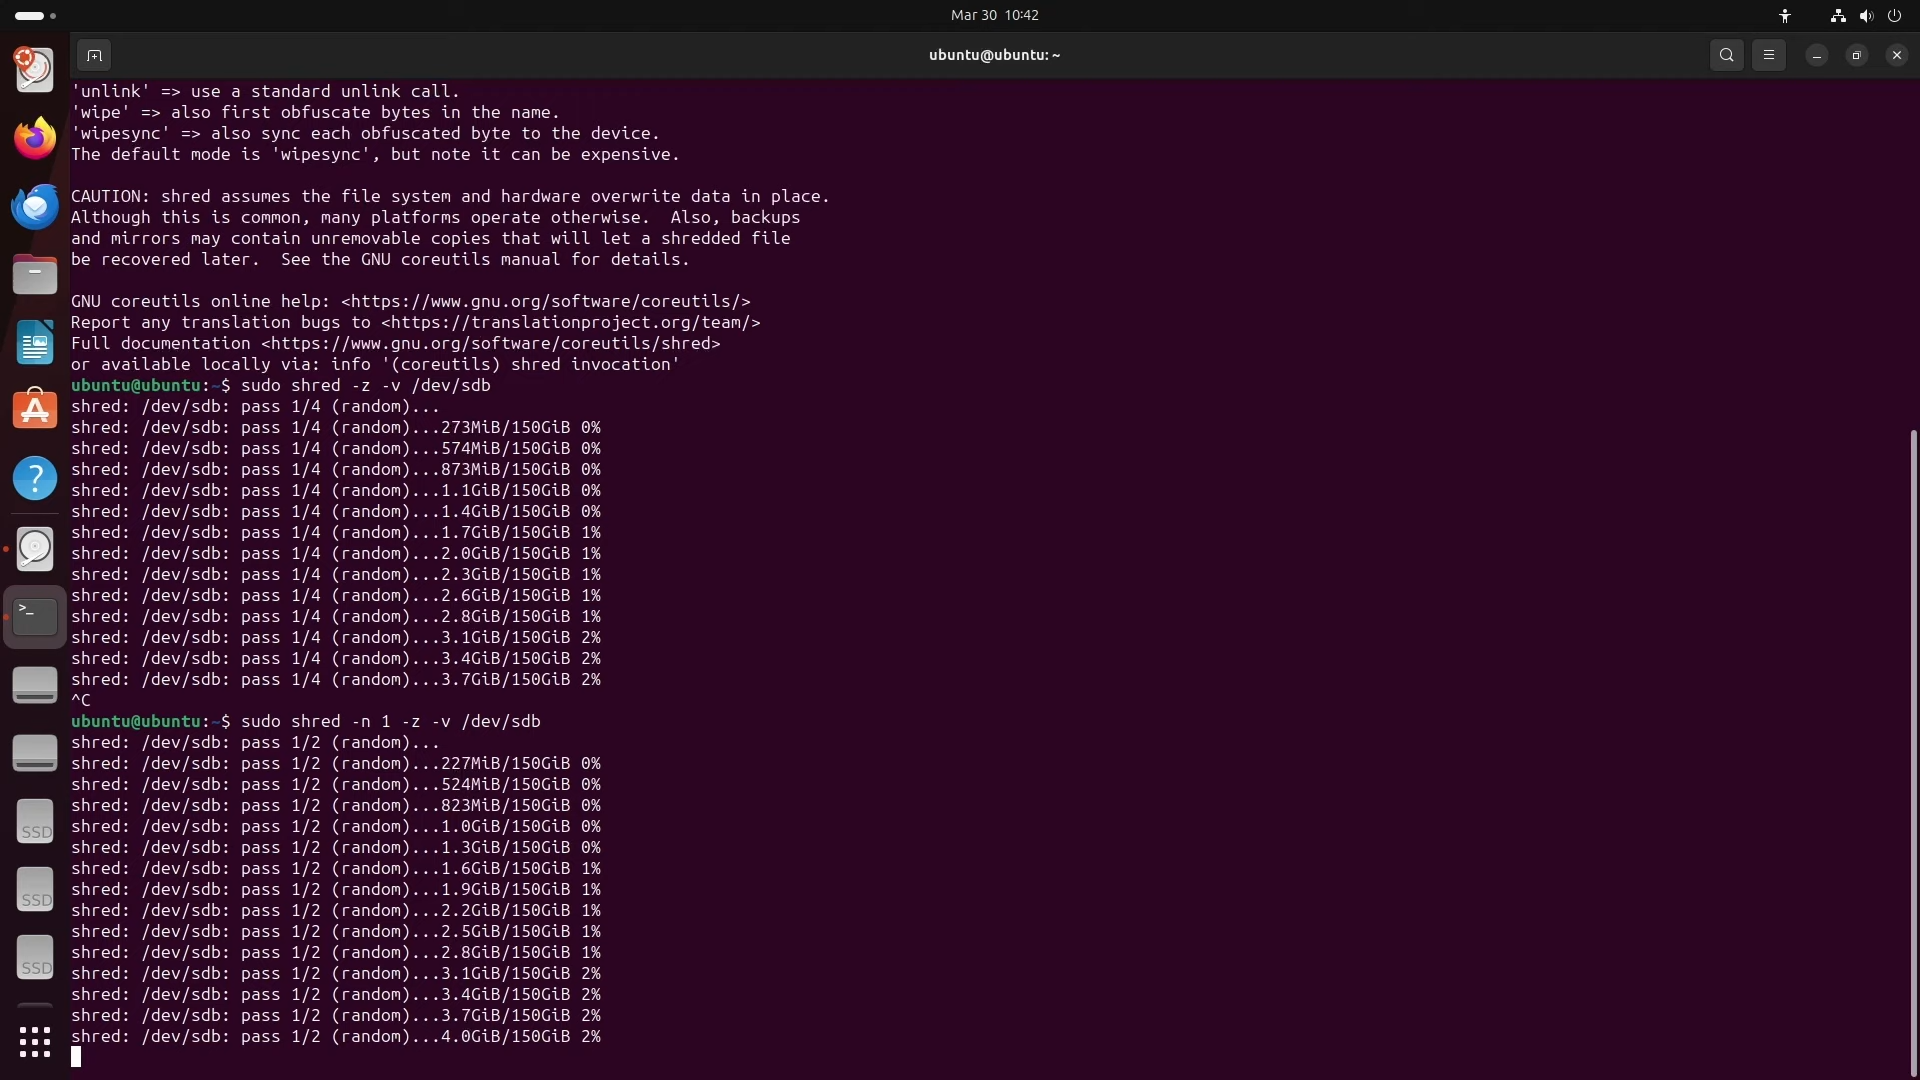 Mar 30 10:42
ubuntu@ubuntu: ~
'unlink' => use a standard unlink call.
'wipe' => also first obfuscate bytes in the name.
'wipesync' => also sync each obfuscated byte to the device.
The default mode is 'wipesync', but note it can be expensive.
CAUTION: shred assumes the file system and hardware overwrite data in place.
Although this is common, many platforms operate otherwise.  Also, backups
and mirrors may contain unremovable copies that will let a shredded file
be recovered later.  See the GNU coreutils manual for details.
GNU coreutils online help: <https://www.gnu.org/software/coreutils/>
Report any translation bugs to <https://translationproject.org/team/>
Full documentation <https://www.gnu.org/software/coreutils/shred>
or available locally via: info '(coreutils) shred invocation'
ubuntu@ubuntu:~$ sudo shred -z -v /dev/sdb
shred: /dev/sdb: pass 1/4 (random)...
shred: /dev/sdb: pass 1/4 (random)...273MiB/150GiB 0%
shred: /dev/sdb: pass 1/4 (random)...574MiB/150GiB 0%
shred: /dev/sdb: pass 1/4 (random)...873MiB/150GiB 0%
shred: /dev/sdb: pass 1/4 (random)...1.1GiB/150GiB 0%
shred: /dev/sdb: pass 1/4 (random)...1.4GiB/150GiB 0%
shred: /dev/sdb: pass 1/4 (random)...1.7GiB/150GiB 1%
shred: /dev/sdb: pass 1/4 (random)...2.0GiB/150GiB 1%
shred: /dev/sdb: pass 1/4 (random)...2.3GiB/150GiB 1%
shred: /dev/sdb: pass 1/4 (random)...2.6GiB/150GiB 1%
shred: /dev/sdb: pass 1/4 (random)...2.8GiB/150GiB 1%
shred: /dev/sdb: pass 1/4 (random)...3.1GiB/150GiB 2%
shred: /dev/sdb: pass 1/4 (random)...3.4GiB/150GiB 2%
shred: /dev/sdb: pass 1/4 (random)...3.7GiB/150GiB 2%
^C
ubuntu@ubuntu:~$ sudo shred -n 1 -z -v /dev/sdb
shred: /dev/sdb: pass 1/2 (random)...
shred: /dev/sdb: pass 1/2 (random)...227MiB/150GiB 0%
shred: /dev/sdb: pass 1/2 (random)...524MiB/150GiB 0%
shred: /dev/sdb: pass 1/2 (random)...823MiB/150GiB 0%
shred: /dev/sdb: pass 1/2 (random)...1.0GiB/150GiB 0%
shred: /dev/sdb: pass 1/2 (random)...1.3GiB/150GiB 0%
shred: /dev/sdb: pass 1/2 (random)...1.6GiB/150GiB 1%
shred: /dev/sdb: pass 1/2 (random)...1.9GiB/150GiB 1%
shred: /dev/sdb: pass 1/2 (random)...2.2GiB/150GiB 1%
shred: /dev/sdb: pass 1/2 (random)...2.5GiB/150GiB 1%
shred: /dev/sdb: pass 1/2 (random)...2.8GiB/150GiB 1%
shred: /dev/sdb: pass 1/2 (random)...3.1GiB/150GiB 2%
shred: /dev/sdb: pass 1/2 (random)...3.4GiB/150GiB 2%
shred: /dev/sdb: pass 1/2 (random)...3.7GiB/150GiB 2%
shred: /dev/sdb: pass 1/2 (random)...4.0GiB/150GiB 2%
SSD
SSD
SSD